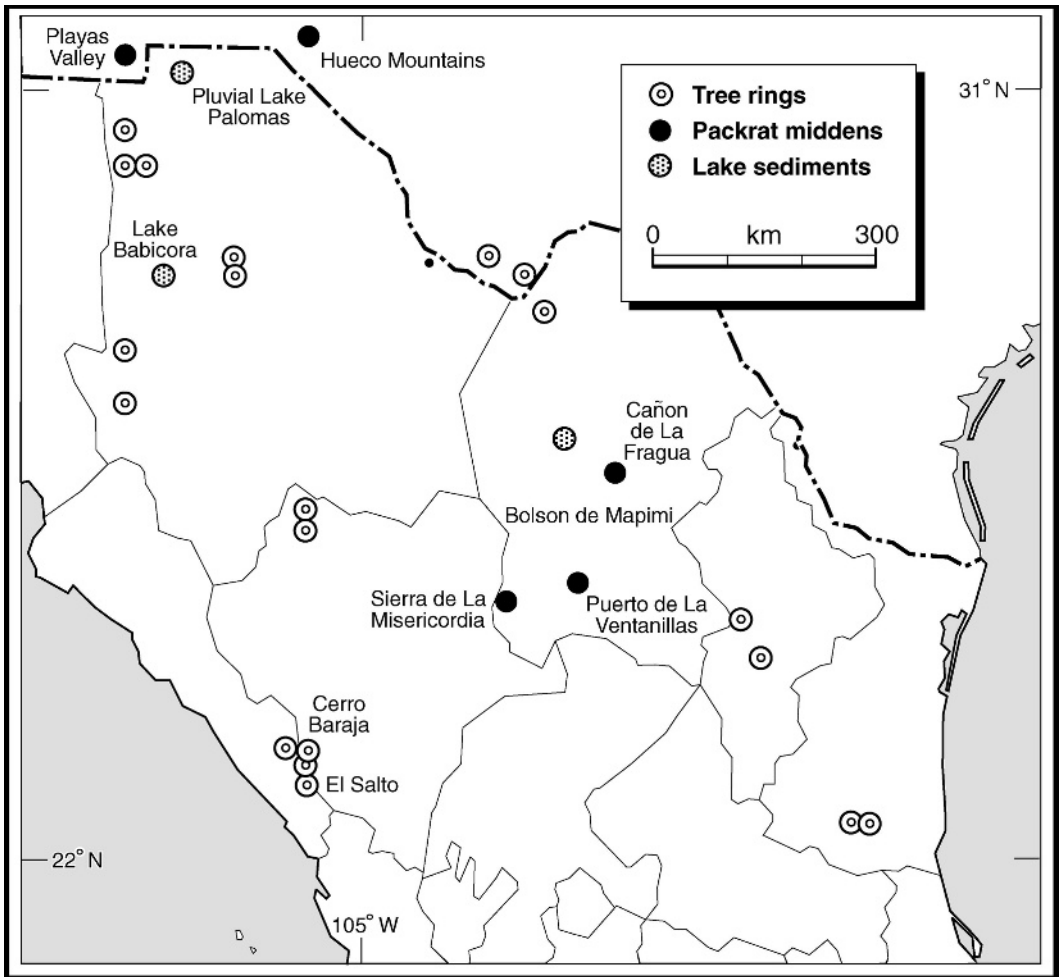 Playas
Valley
Hueco Mountains
Pluvial Lake
Palomas
31° N
Tree rings
Packrat middens
Lake sediments
0 km 300
Lake
Babicora
Cañon
de La
Fragua
Bolson de Mapimi
Sierra de La
Misericordia
Puerto de La
Ventanillas
Cerro
Baraja
El Salto
22° N
105° W